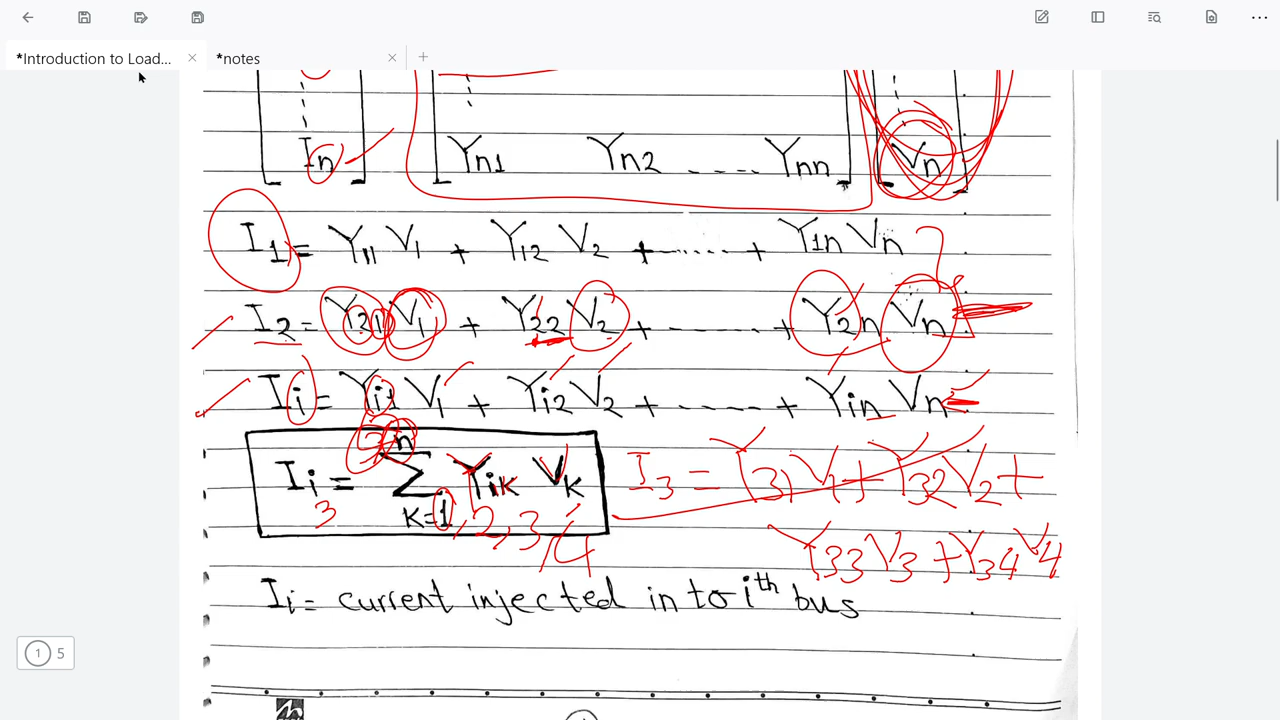 *Introduction to Load...
*notes
In Yn1 Yn2 ..... Ynn Vn
I1 = Y11 V1 + Y12 V2 + ...... + Y1n Vn
I2 = Y21 V1 + Y22 V2 + ....... + Y2n Vn
Ii = Yi1 V1 + Yi2 V2 + ...... + Yin Vn
n
Ii = Σ Yik Vk I3 = Y31 V1 + Y32 V2 +
3 K=1, 2, 3, 4 Y33 V3 + Y34 V4
Ii = current injected in to ith bus
1 5